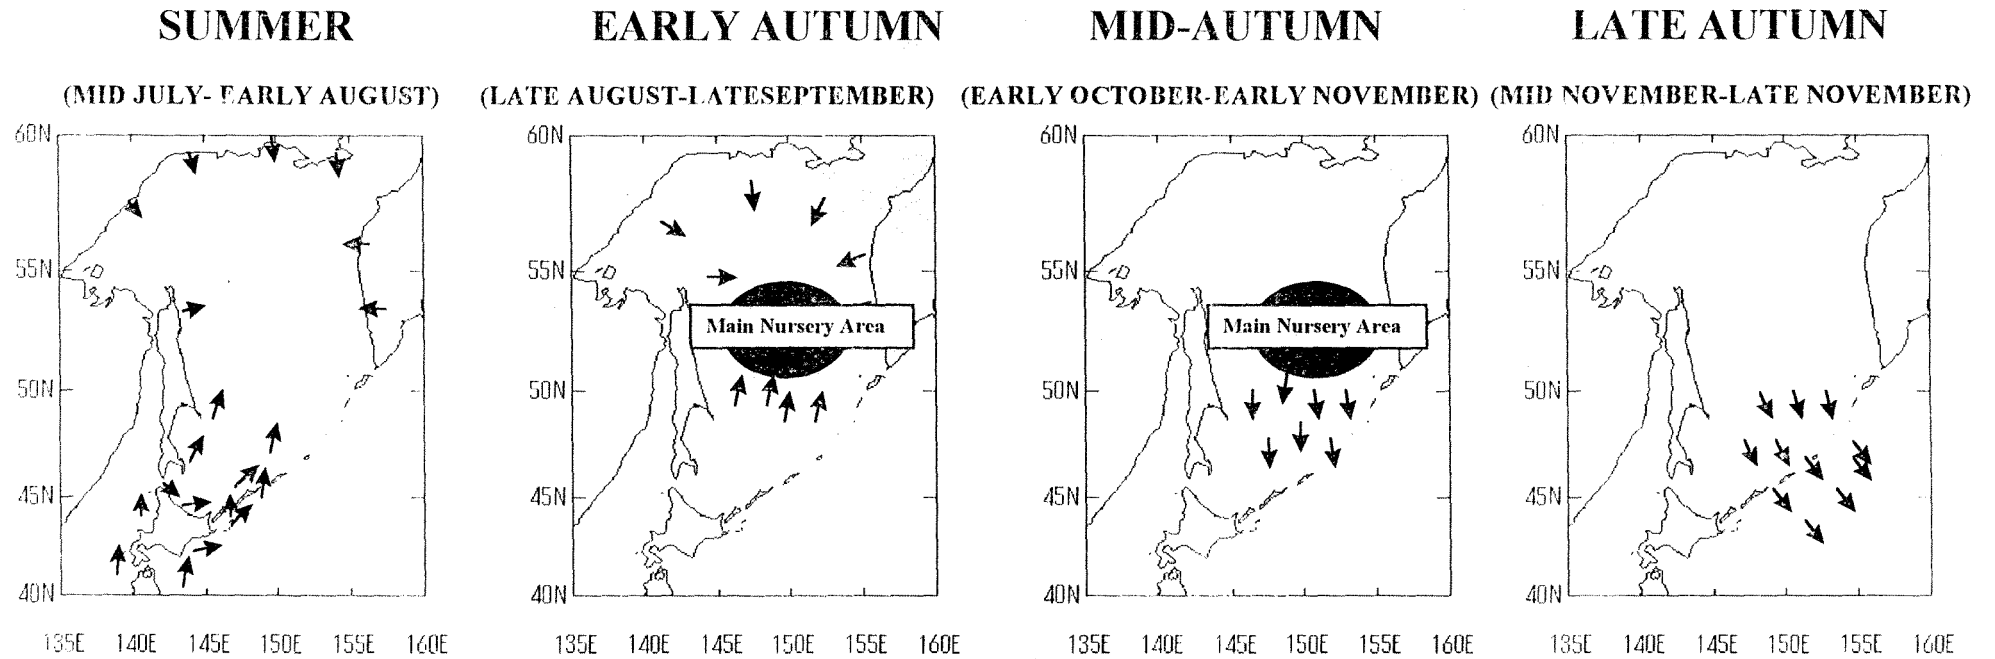 SUMMER EARLY AUTUMN MID-AUTUMN LATE AUTUMN
(MID JULY- EARLY AUGUST) (LATE AUGUST-LATESEPTEMBER) (EARLY OCTOBER-EARLY NOVEMBER) (MID NOVEMBER-LATE NOVEMBER)
60N 60N 60N 60N
55N 55N 55N 55N
Main Nursery Area Main Nursery Area
50N 50N 50N 50N
45N 45N 45N 45N
40N 40N 40N 40N
135E 140E 145E 150E 155E 160E 135E 140E 145E 150E 155E 160E 135E 140E 145E 150E 155E 160E 135E 140E 145E 150E 155E 160E